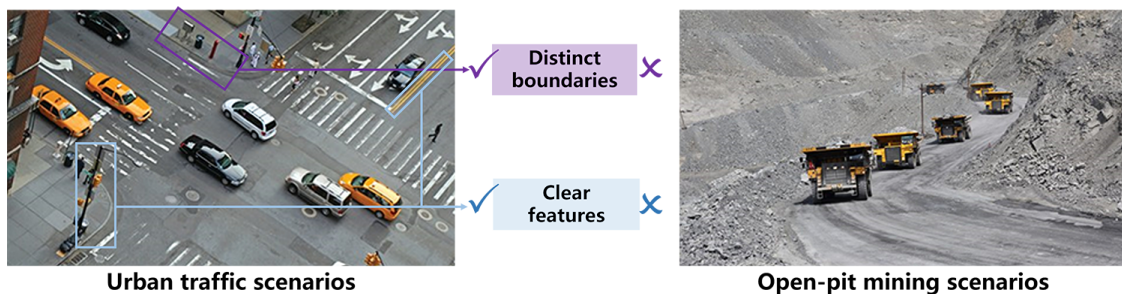 Distinct
boundaries
Clear
features
Urban traffic scenarios
Open-pit mining scenarios